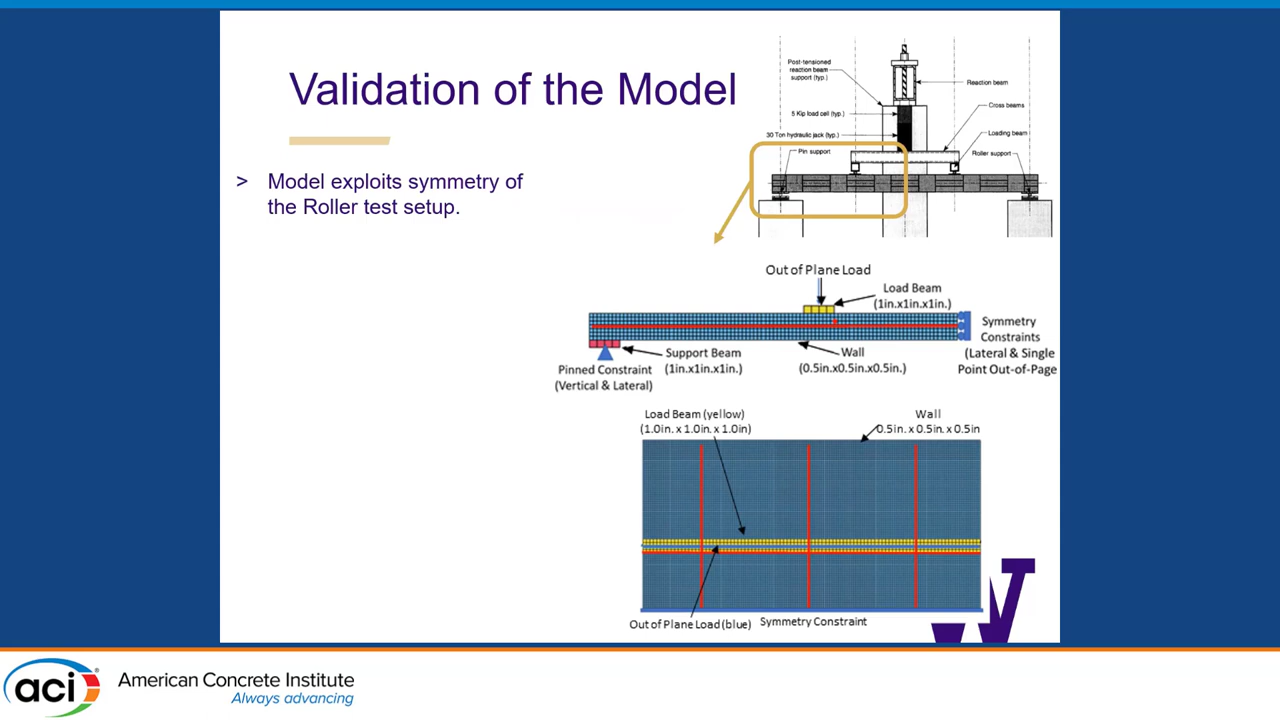 Validation of the Model
> Model exploits symmetry of
the Roller test setup.
Post-tensioned
reaction beam
support (typ.)
5 Kip load cell (typ.)
30 Ton hydraulic jack (typ.)
Pin support
Reaction beam
Cross beams
Loading beam
Roller support
Out of Plane Load
Load Beam
(1in.x1in.x1in.)
Symmetry
Constraints
(Lateral & Single
Point Out-of-Page
Support Beam
(1in.x1in.x1in.)
Wall
(0.5in.x0.5in.x0.5in.)
Pinned Constraint
(Vertical & Lateral)
Load Beam (yellow)
(1.0in. x 1.0in. x 1.0in)
Wall
0.5in. x 0.5in. x 0.5in
Out of Plane Load (blue)
Symmetry Constraint
W
aci®
American Concrete Institute
Always advancing